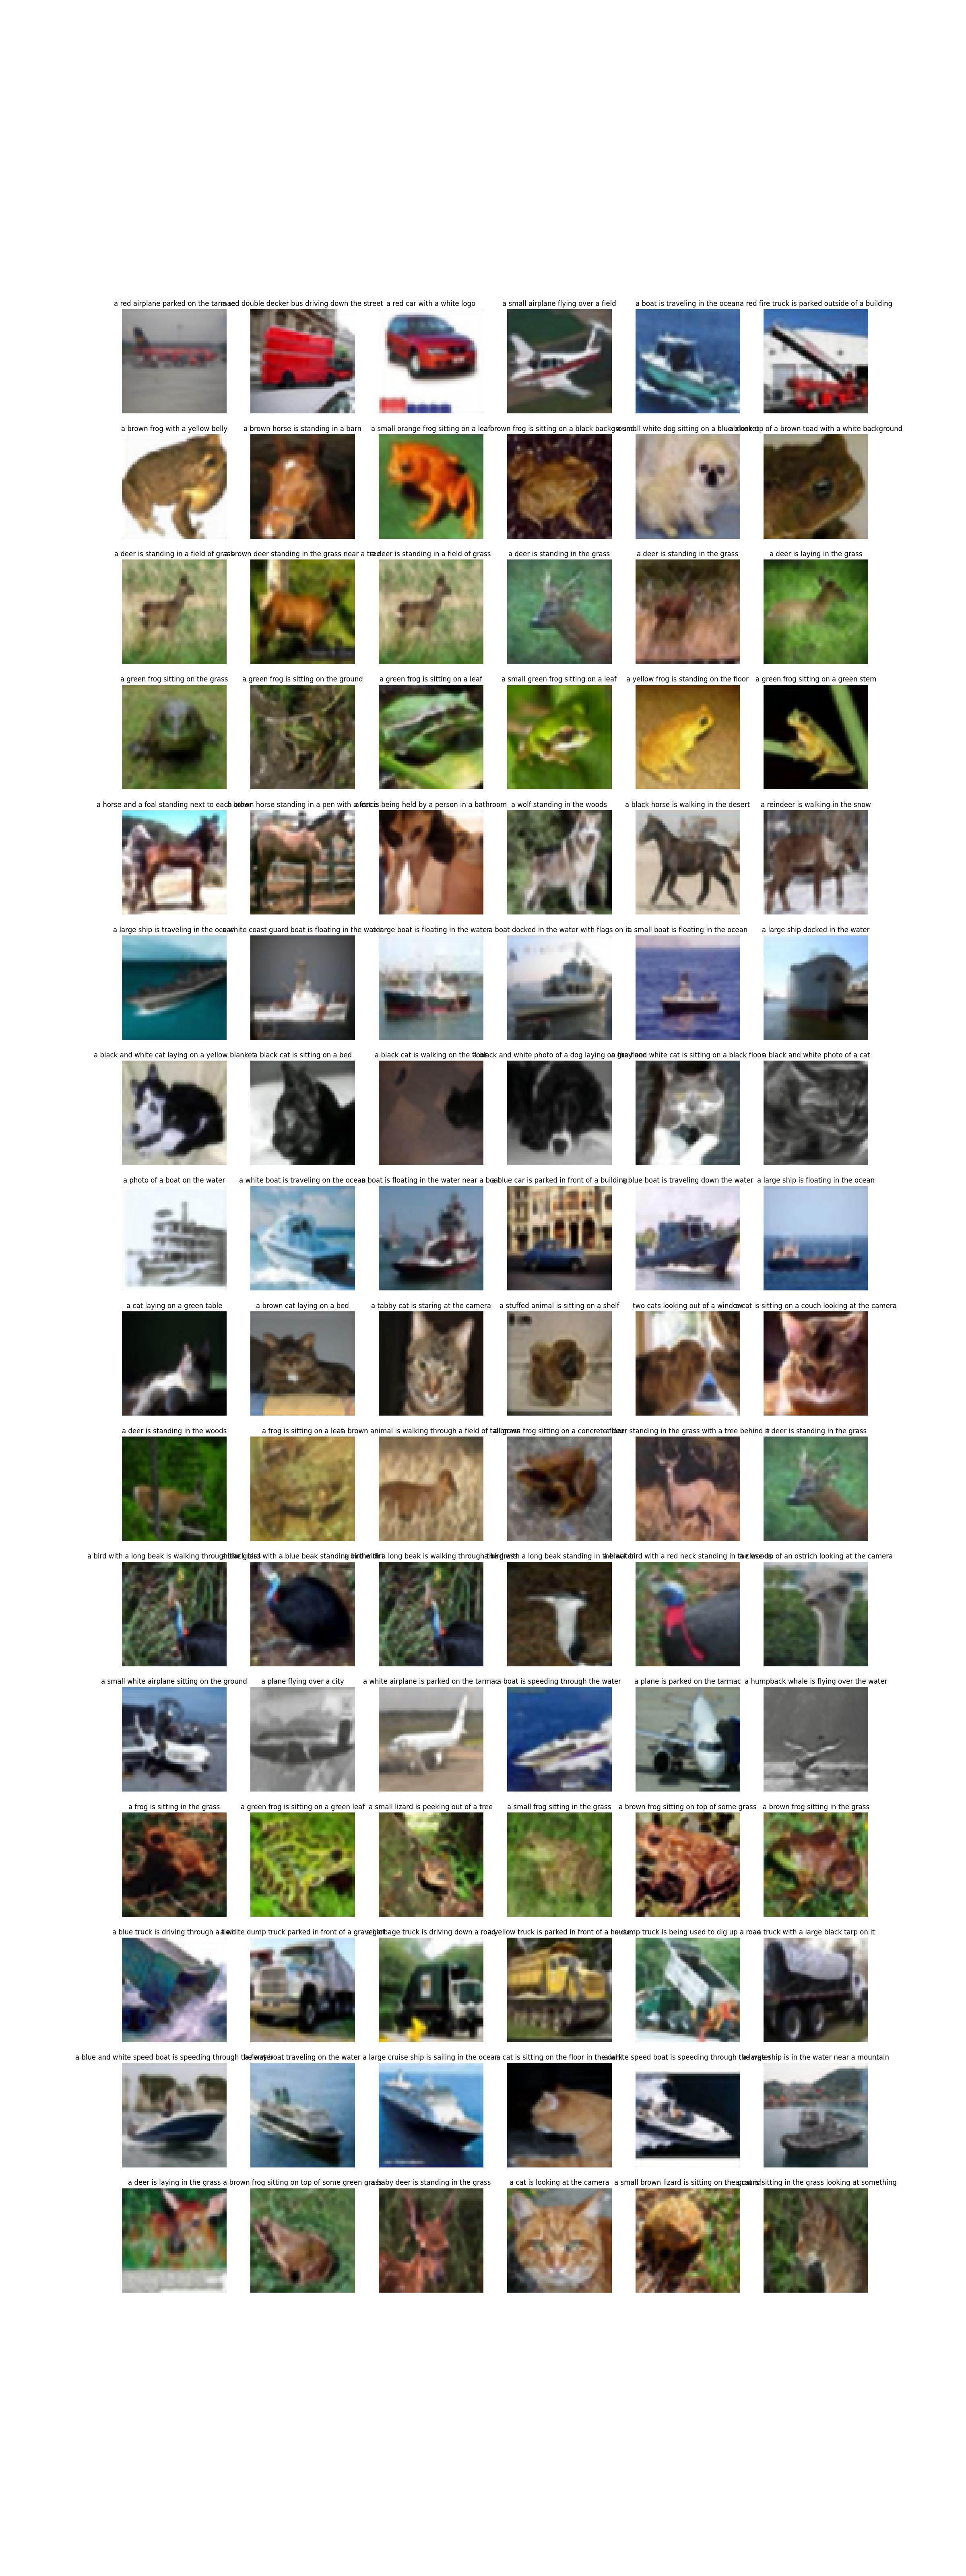 a red airplane parked on the tarmac
a red double decker bus driving down the street
a red car with a white logo
a small airplane flying over a field
a boat is traveling in the ocean
a red fire truck is parked outside of a building
a brown frog with a yellow belly
a brown horse is standing in a barn
a small orange frog sitting on a leaf
a brown frog is sitting on a black background
a small white dog sitting on a blue blanket
a close up of a brown toad with a white background
a deer is standing in a field of grass
a brown deer standing in the grass near a tree
a deer is standing in a field of grass
a deer is standing in the grass
a deer is standing in the grass
a deer is laying in the grass
a green frog sitting on the grass
a green frog is sitting on the ground
a green frog is sitting on a leaf
a small green frog sitting on a leaf
a yellow frog is standing on the floor
a green frog sitting on a green stem
a horse and a foal standing next to each other
a brown horse standing in a pen with a fence
a cat is being held by a person in a bathroom
a wolf standing in the woods
a black horse is walking in the desert
a reindeer is walking in the snow
a large ship is traveling in the ocean
a white coast guard boat is floating in the water
a large boat is floating in the water
a boat docked in the water with flags on it
a small boat is floating in the ocean
a large ship docked in the water
a black and white cat laying on a yellow blanket
a black cat is sitting on a bed
a black cat is walking on the floor
a black and white photo of a dog laying on the floor
a grey and white cat is sitting on a black floor
a black and white photo of a cat
a photo of a boat on the water
a white boat is traveling on the ocean
a boat is floating in the water near a boat
a blue car is parked in front of a building
a blue boat is traveling down the water
a large ship is floating in the ocean
a cat laying on a green table
a brown cat laying on a bed
a tabby cat is staring at the camera
a stuffed animal is sitting on a shelf
two cats looking out of a window
a cat is sitting on a couch looking at the camera
a deer is standing in the woods
a frog is sitting on a leaf
a brown animal is walking through a field of tall grass
a brown frog sitting on a concrete floor
a deer standing in the grass with a tree behind it
a deer is standing in the grass
a bird with a long beak is walking through the grass
a black bird with a blue beak standing in the dirt
a bird with a long beak is walking through the grass
a bird with a long beak standing in the water
a black bird with a red neck standing in the woods
a close up of an ostrich looking at the camera
a small white airplane sitting on the ground
a plane flying over a city
a white airplane is parked on the tarmac
a boat is speeding through the water
a plane is parked on the tarmac
a humpback whale is flying over the water
a frog is sitting in the grass
a green frog is sitting on a green leaf
a small lizard is peeking out of a tree
a small frog sitting in the grass
a brown frog sitting on top of some grass
a brown frog sitting in the grass
a blue truck is driving through a field
a white dump truck parked in front of a gravel lot
a garbage truck is driving down a road
a yellow truck is parked in front of a house
a dump truck is being used to dig up a road
a truck with a large black tarp on it
a blue and white speed boat is speeding through the water
a ferry boat traveling on the water
a large cruise ship is sailing in the ocean
a cat is sitting on the floor in the dark
a white speed boat is speeding through the water
a large ship is in the water near a mountain
a deer is laying in the grass
a brown frog sitting on top of some green grass
a baby deer is standing in the grass
a cat is looking at the camera
a small brown lizard is sitting on the ground
a cat is sitting in the grass looking at something